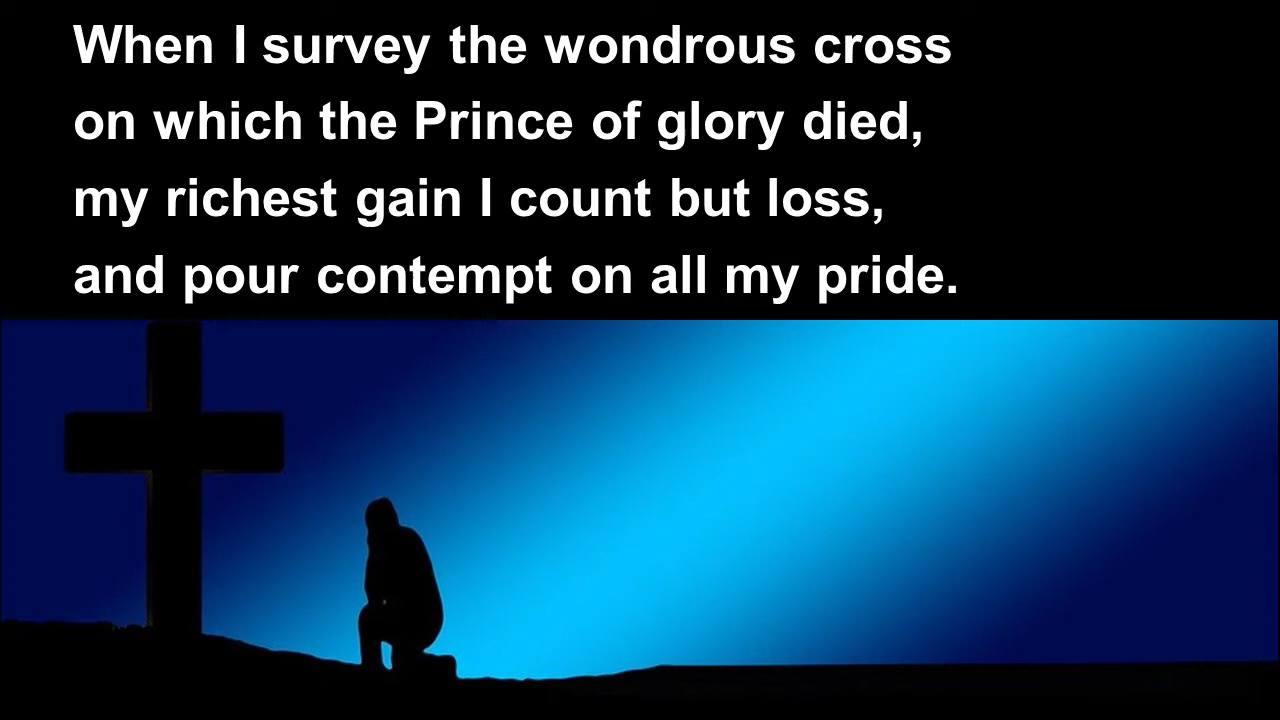 When I survey the wondrous cross
on which the Prince of glory died,
my richest gain I count but loss,
and pour contempt on all my pride.